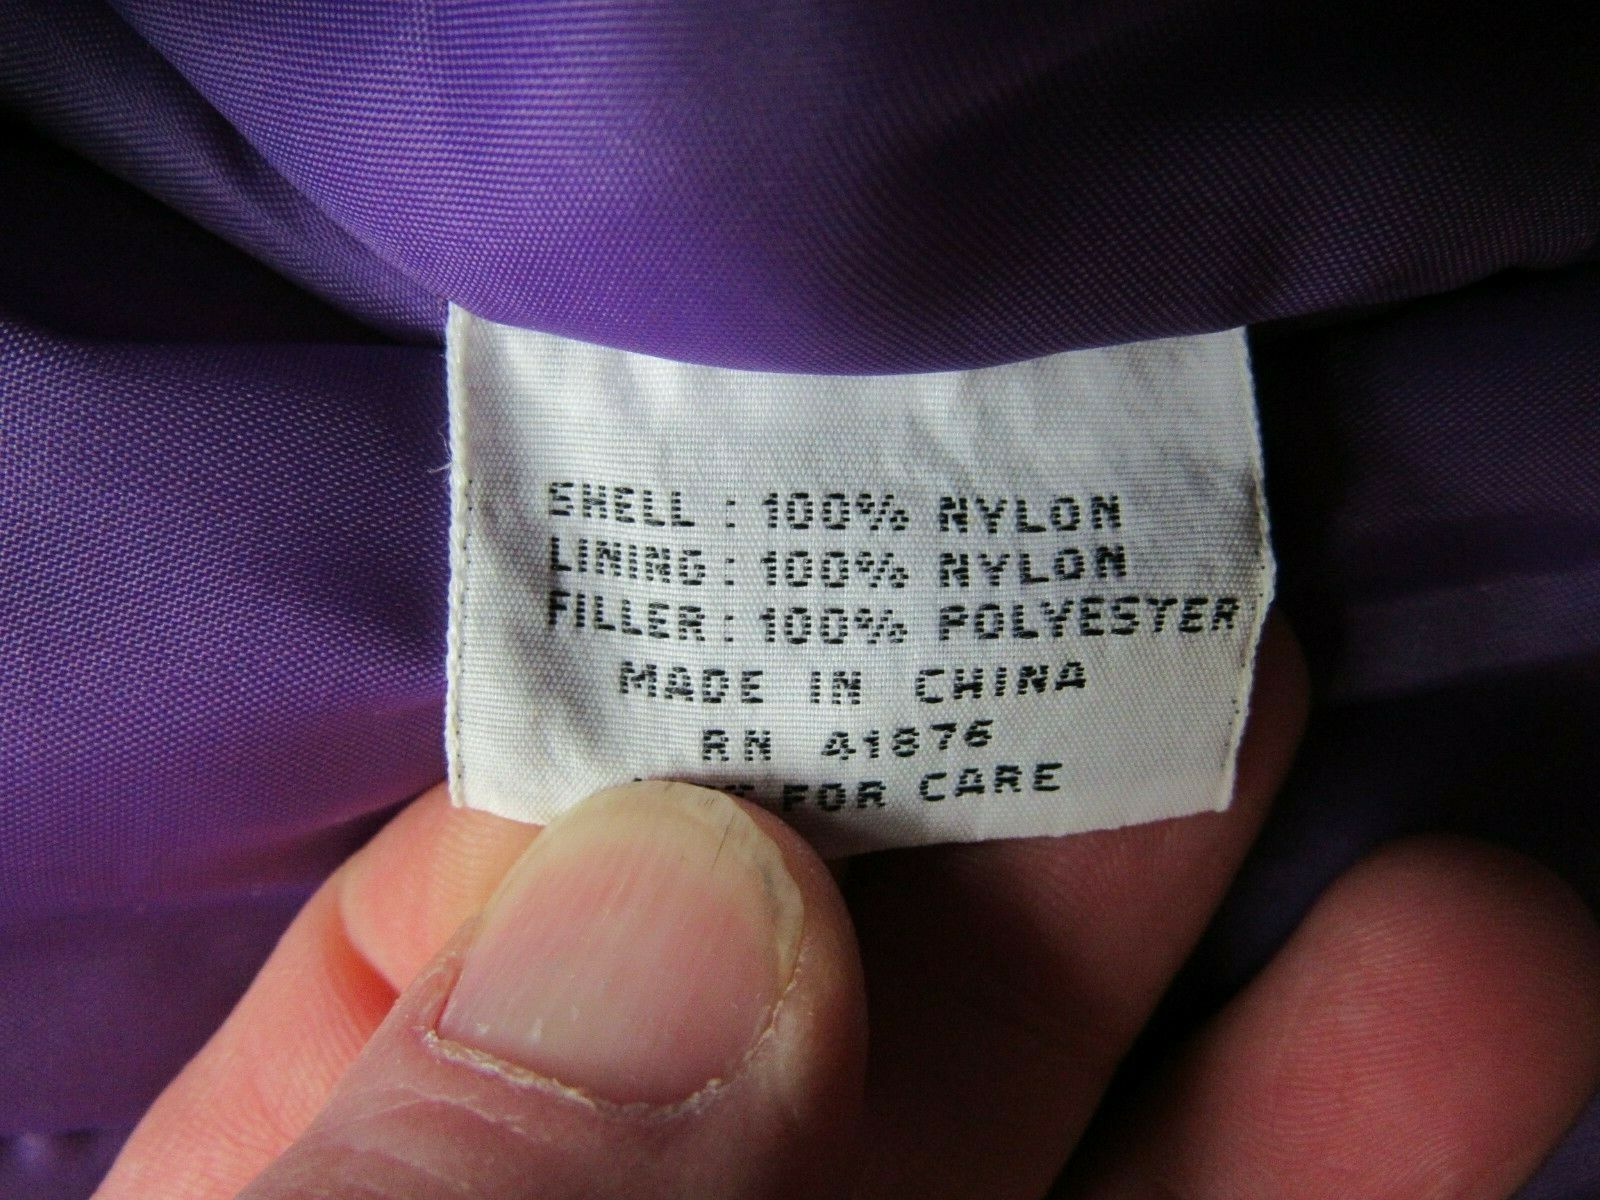 SHELL : 100% NYLON
LINING : 100% NYLON
FILLER : 100% POLYESTER
MADE IN CHINA
RN 41876
FOR CARE